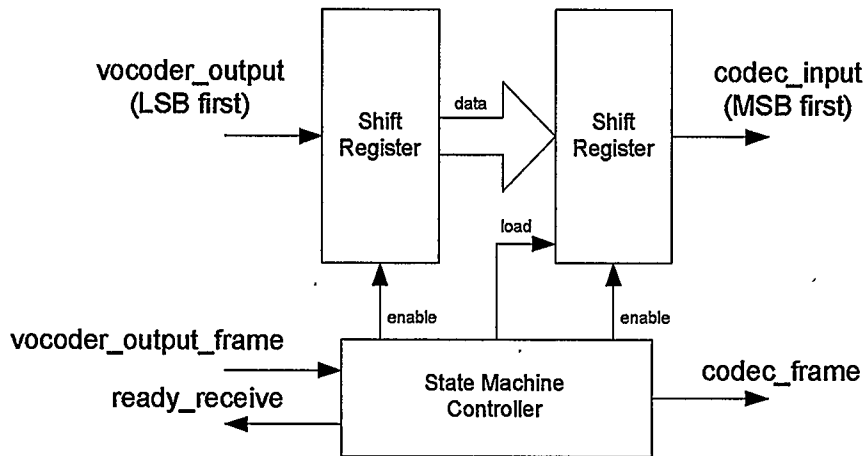 vocoder_output
(LSB first)
Shift
Register
data
Shift
Register
codec_input
(MSB first)
load
enable
enable
vocoder_output_frame
ready_receive
State Machine
Controller
codec_frame